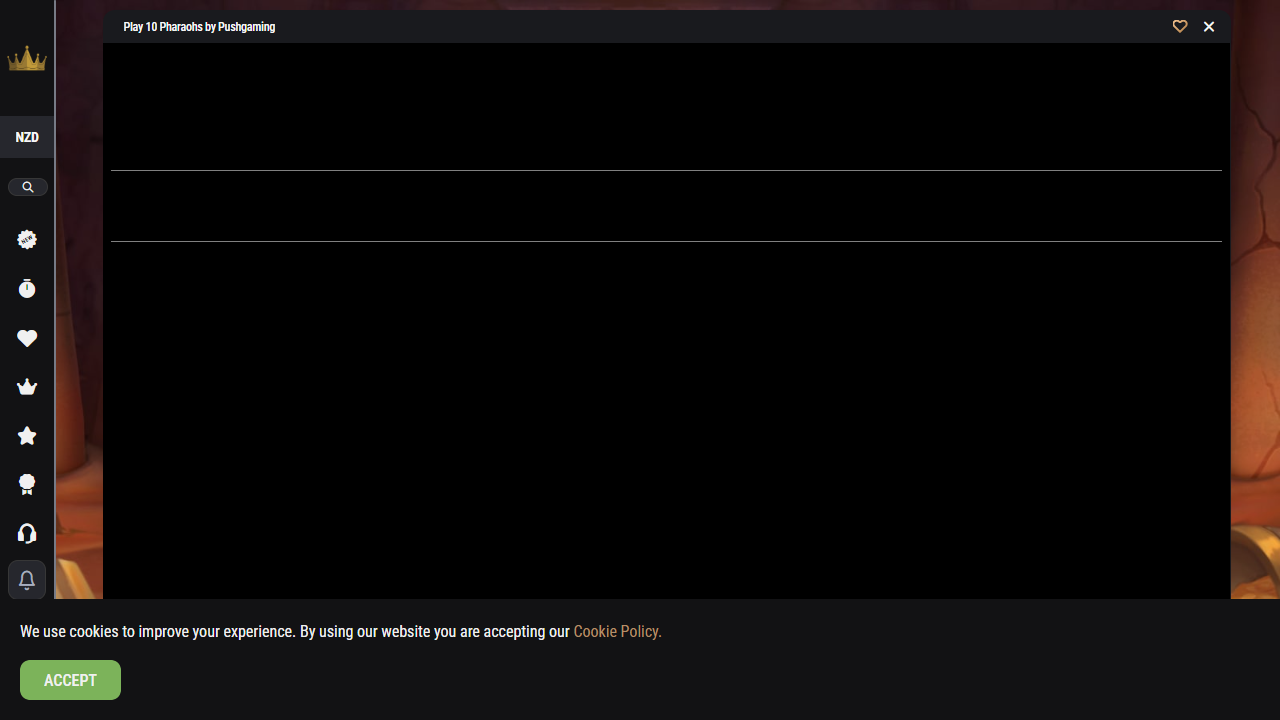 Play 10 Pharaohs by Pushgaming
NZD
NEW
We use cookies to improve your experience. By using our website you are accepting our Cookie Policy.
ACCEPT